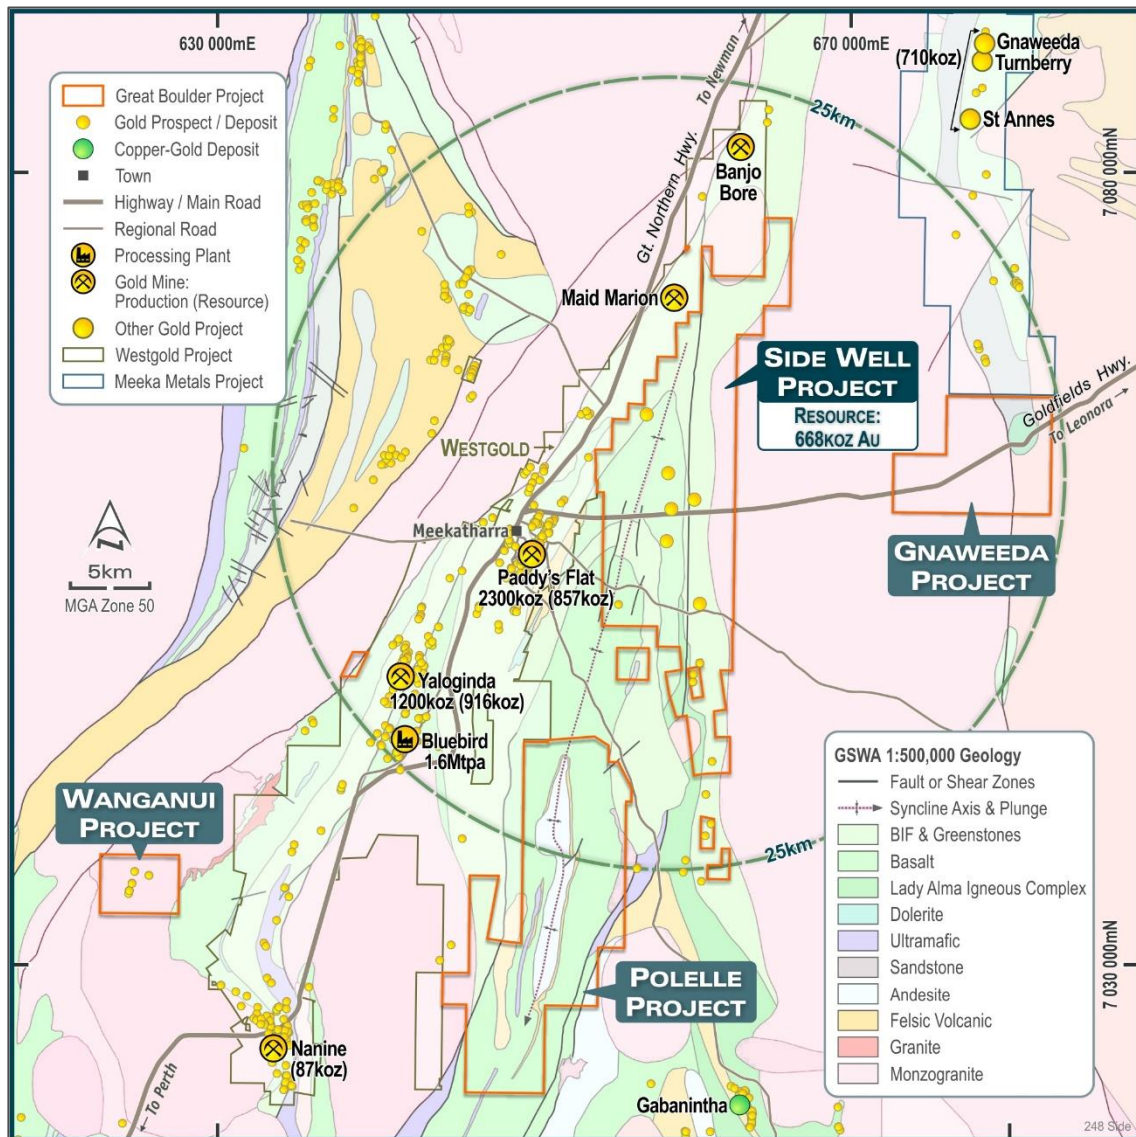 630 000mE
670 000mE
7 080 000mN
7 030 000mN
Great Boulder Project
Gold Prospect / Deposit
Copper-Gold Deposit
Town
Highway / Main Road
Regional Road
Processing Plant
Gold Mine:
Production (Resource)
Other Gold Project
Westgold Project
Meeka Metals Project
To Newman
Gt. Northern Hwy.
25km
(710koz)
Gnaweeda
Turnberry
St Annes
Banjo
Bore
Maid Marion
SIDE WELL
PROJECT
RESOURCE:
668KOZ AU
Goldfields Hwy.
To Leonora
WESTGOLD
Meekatharra
5km
MGA Zone 50
Paddy's Flat
2300koz (857koz)
GNAWEEDA
PROJECT
Yaloginda
1200koz (916koz)
Bluebird
1.6Mtpa
WANGANUI
PROJECT
25km
POLELLE
PROJECT
Nanine
(87koz)
To Perth
Gabanintha
GSWA 1:500,000 Geology
Fault or Shear Zones
Syncline Axis & Plunge
BIF & Greenstones
Basalt
Lady Alma Igneous Complex
Dolerite
Ultramafic
Sandstone
Andesite
Felsic Volcanic
Granite
Monzogranite
248 Side